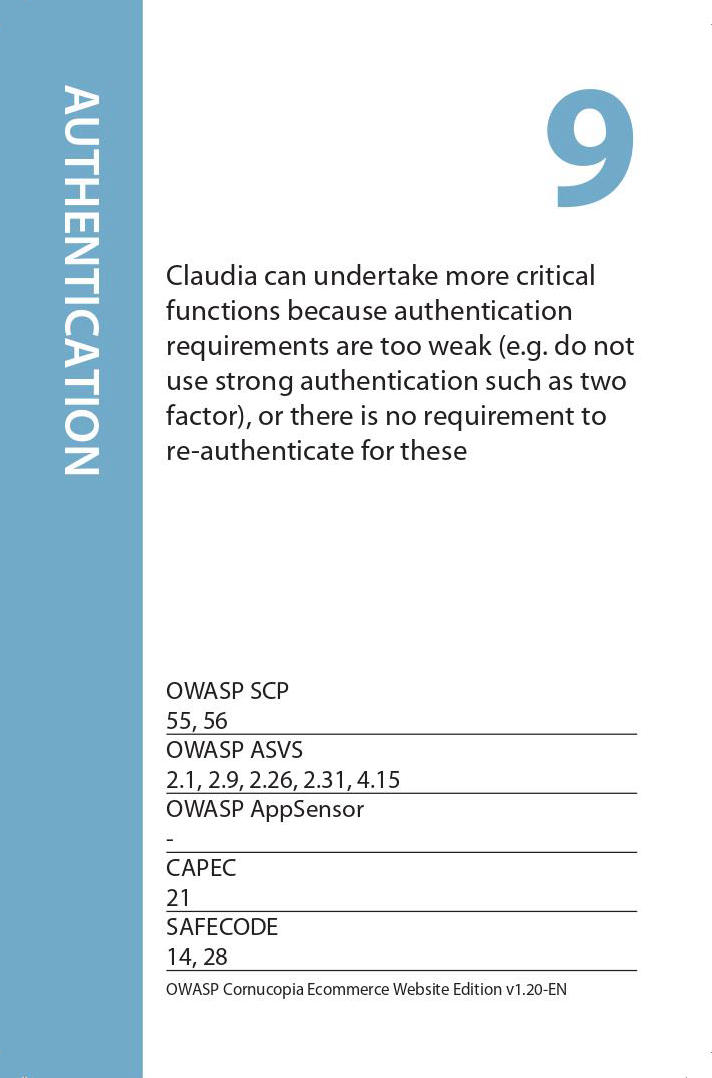 AUTHENTICATION
9
Claudia can undertake more critical
functions because authentication
requirements are too weak (e.g. do not
use strong authentication such as two
factor), or there is no requirement to
re-authenticate for these
OWASP SCP
55, 56
OWASP ASVS
2.1, 2.9, 2.26, 2.31, 4.15
OWASP AppSensor
-
CAPEC
21
SAFECODE
14, 28
OWASP Cornucopia Ecommerce Website Edition v1.20-EN